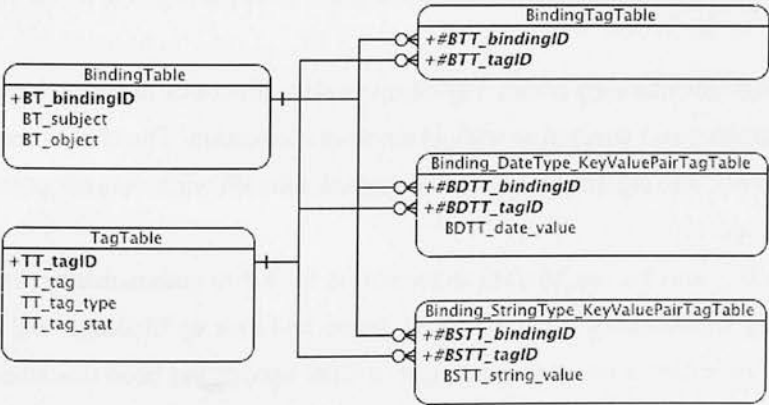 BindingTable
+BT_bindingID
BT_subject
BT_object
TagTable
+TT_tagID
TT_tag
TT_tag_type
TT_tag_stat
BindingTagTable
+#BTT_bindingID
+#BTT_tagID
Binding_DateType_KeyValuePairTagTable
+#BDTT_bindingID
+#BDTT_tagID
BDTT_date_value
Binding_StringType_KeyValuePairTagTable
+#BSTT_bindingID
+#BSTT_tagID
BSTT_string_value